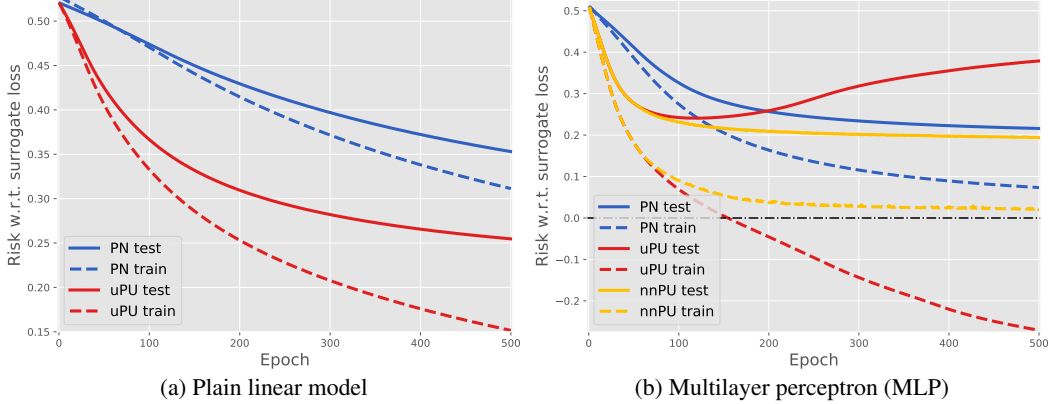 Risk w.r.t. surrogate loss
0.50
0.45
0.40
0.35
0.30
0.25
0.20
0.15
PN test
PN train
uPU test
uPU train
0 100 200 300 400 500
Epoch
(a) Plain linear model
Risk w.r.t. surrogate loss
0.5
0.4
0.3
0.2
0.1
0.0
−0.1
−0.2
PN test
PN train
uPU test
uPU train
nnPU test
nnPU train
0 100 200 300 400 500
Epoch
(b) Multilayer perceptron (MLP)